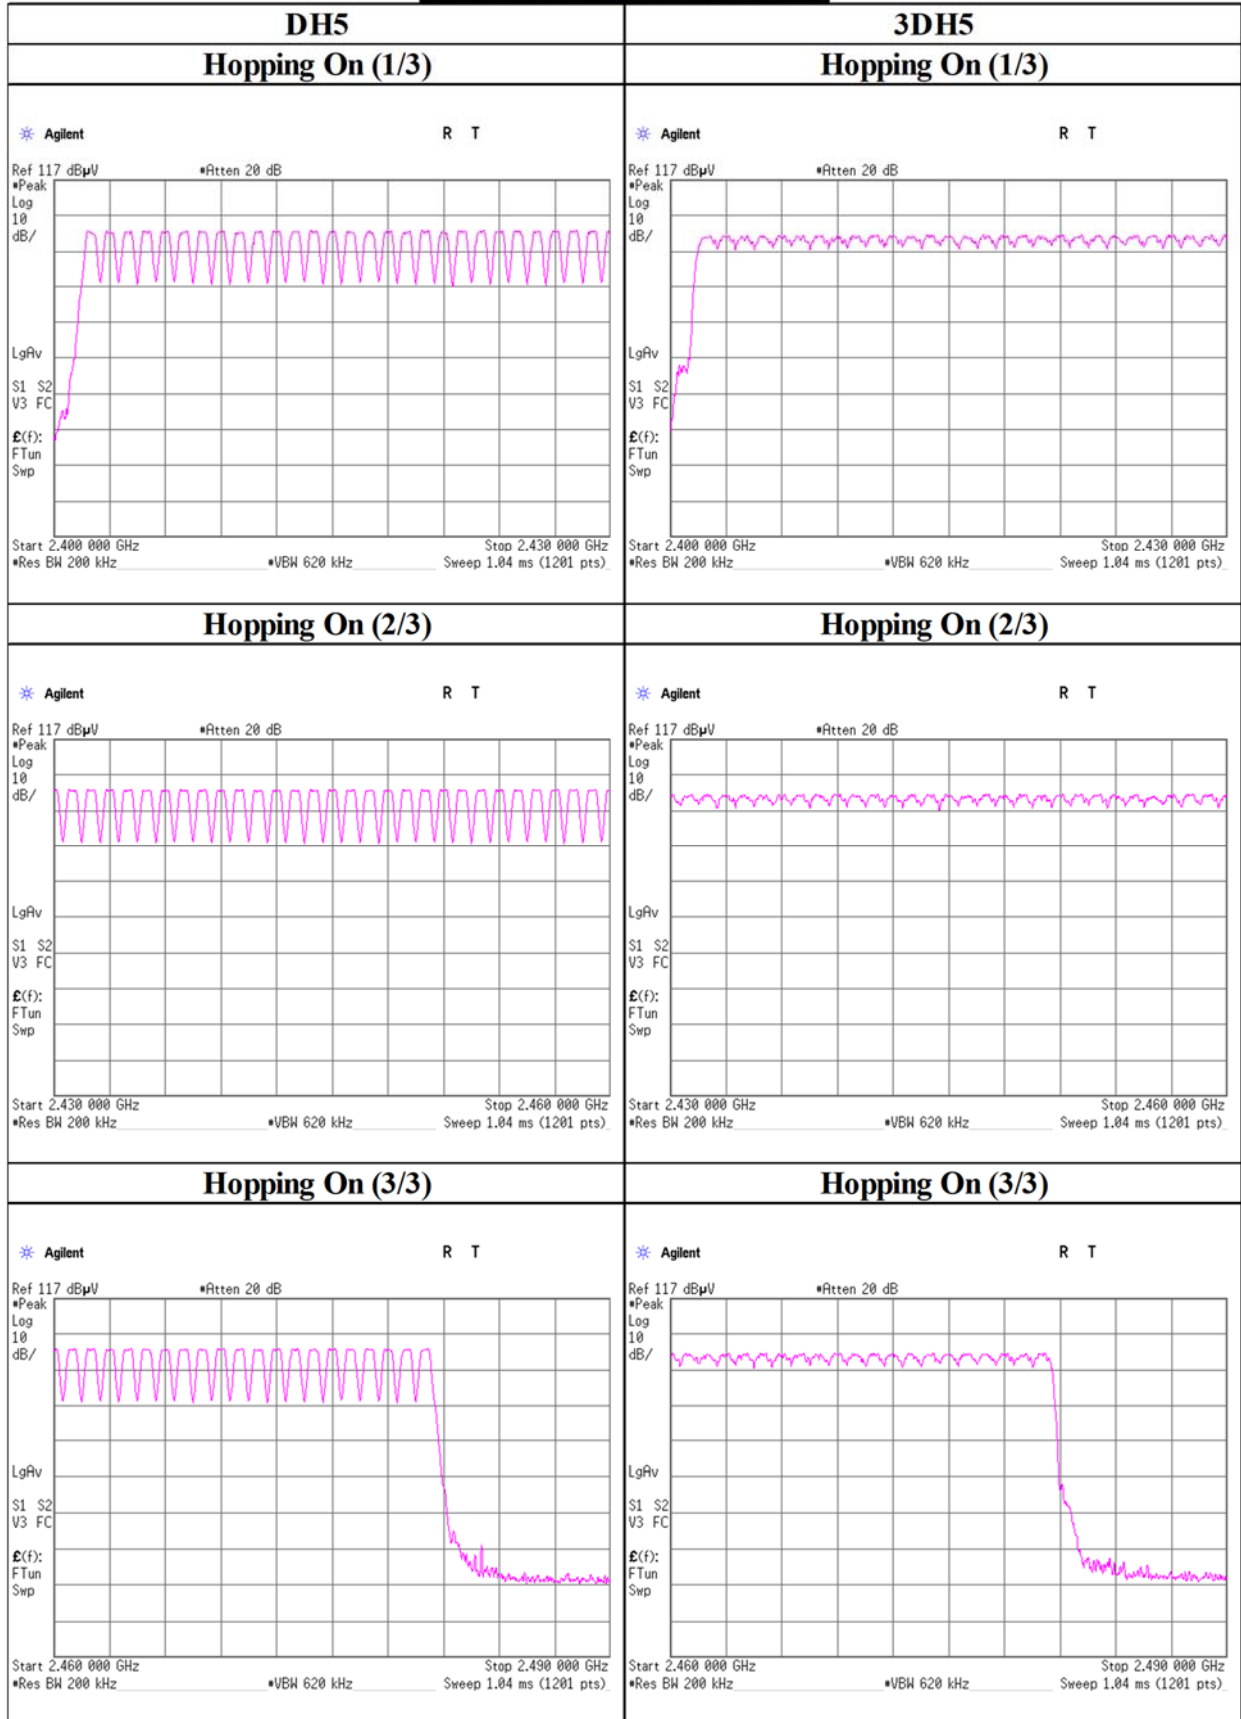 DH5
3DH5
Hopping On (1/3)
Hopping On (1/3)
Agilent R T
Ref 117 dBµV #Atten 20 dB
#Peak
Log
10
dB/
LgAv
S1 S2
V3 FC
£(f):
FTun
Swp
Start 2.400 000 GHz Stop 2.430 000 GHz
#Res BW 200 kHz #VBW 620 kHz Sweep 1.04 ms (1201 pts)
Agilent R T
Ref 117 dBµV #Atten 20 dB
#Peak
Log
10
dB/
LgAv
S1 S2
V3 FC
£(f):
FTun
Swp
Start 2.400 000 GHz Stop 2.430 000 GHz
#Res BW 200 kHz #VBW 620 kHz Sweep 1.04 ms (1201 pts)
Hopping On (2/3)
Hopping On (2/3)
Agilent R T
Ref 117 dBµV #Atten 20 dB
#Peak
Log
10
dB/
LgAv
S1 S2
V3 FC
£(f):
FTun
Swp
Start 2.430 000 GHz Stop 2.460 000 GHz
#Res BW 200 kHz #VBW 620 kHz Sweep 1.04 ms (1201 pts)
Agilent R T
Ref 117 dBµV #Atten 20 dB
#Peak
Log
10
dB/
LgAv
S1 S2
V3 FC
£(f):
FTun
Swp
Start 2.430 000 GHz Stop 2.460 000 GHz
#Res BW 200 kHz #VBW 620 kHz Sweep 1.04 ms (1201 pts)
Hopping On (3/3)
Hopping On (3/3)
Agilent R T
Ref 117 dBµV #Atten 20 dB
#Peak
Log
10
dB/
LgAv
S1 S2
V3 FC
£(f):
FTun
Swp
Start 2.460 000 GHz Stop 2.490 000 GHz
#Res BW 200 kHz #VBW 620 kHz Sweep 1.04 ms (1201 pts)
Agilent R T
Ref 117 dBµV #Atten 20 dB
#Peak
Log
10
dB/
LgAv
S1 S2
V3 FC
£(f):
FTun
Swp
Start 2.460 000 GHz Stop 2.490 000 GHz
#Res BW 200 kHz #VBW 620 kHz Sweep 1.04 ms (1201 pts)